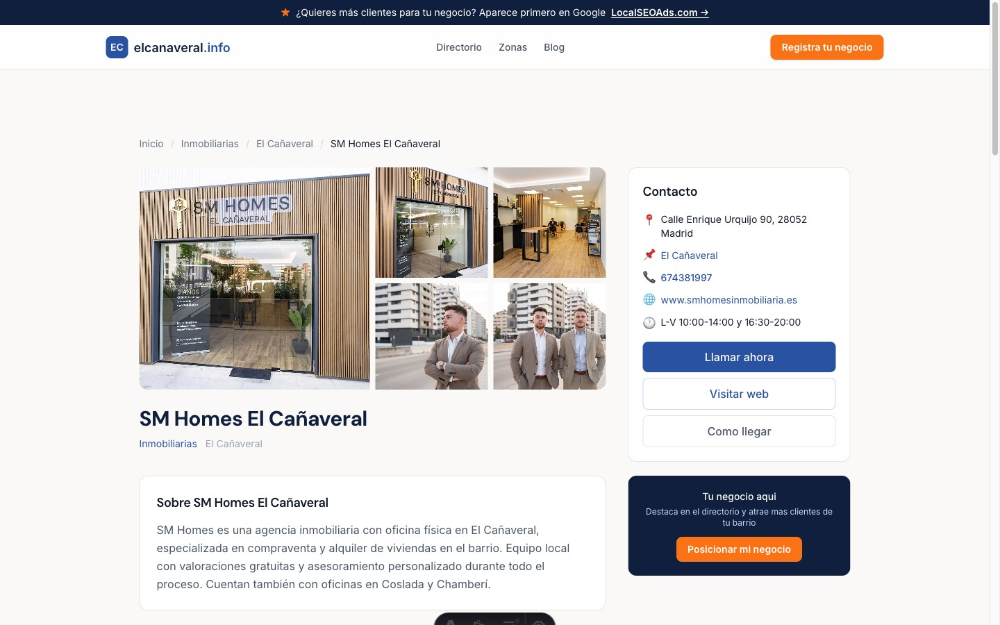 ¿Quieres más clientes para tu negocio? Aparece primero en Google LocalSEOAds.com →
EC elcanaveral.info
Directorio Zonas Blog
Registra tu negocio
Inicio / Inmobiliarias / El Cañaveral / SM Homes El Cañaveral
SM HOMES
EL CAÑAVERAL
3 AÑOS
SM HOMES
EL CAÑAVERAL
SM Homes El Cañaveral
Inmobiliarias El Cañaveral
Sobre SM Homes El Cañaveral
SM Homes es una agencia inmobiliaria con oficina física en El Cañaveral,
especializada en compraventa y alquiler de viviendas en el barrio. Equipo local
con valoraciones gratuitas y asesoramiento personalizado durante todo el
proceso. Cuentan también con oficinas en Coslada y Chamberí.
Contacto
Calle Enrique Urquijo 90, 28052
Madrid
El Cañaveral
674381997
www.smhomesinmobiliaria.es
L-V 10:00-14:00 y 16:30-20:00
Llamar ahora
Visitar web
Como llegar
Tu negocio aqui
Destaca en el directorio y atrae mas clientes de
tu barrio
Posicionar mi negocio